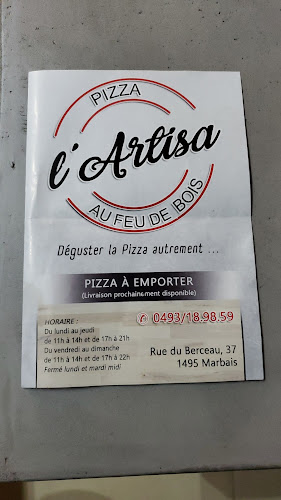 PIZZA
l'Artisa
AU FEU DE BOIS
Déguster la Pizza autrement ...
PIZZA À EMPORTER
(Livraison prochainement disponible)
HORAIRE :
Du lundi au jeudi
de 11h à 14h et de 17h à 21h
Du vendredi au dimanche
de 11h à 14h et de 17h à 22h
Fermé lundi et mardi midi
0493/18.98.59
Rue du Berceau, 37
1495 Marbais